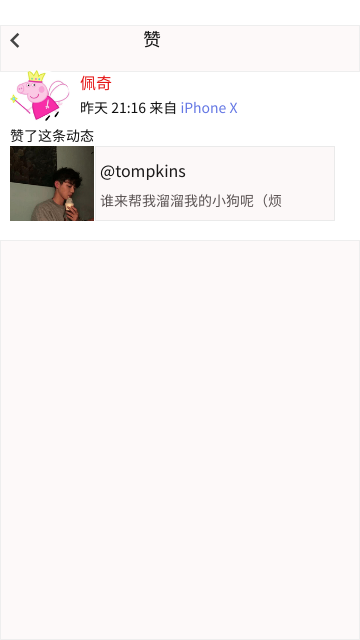 赞
佩奇
昨天 21:16 来自 iPhone X
赞了这条动态
@tompkins
谁来帮我溜溜我的小狗呢（烦